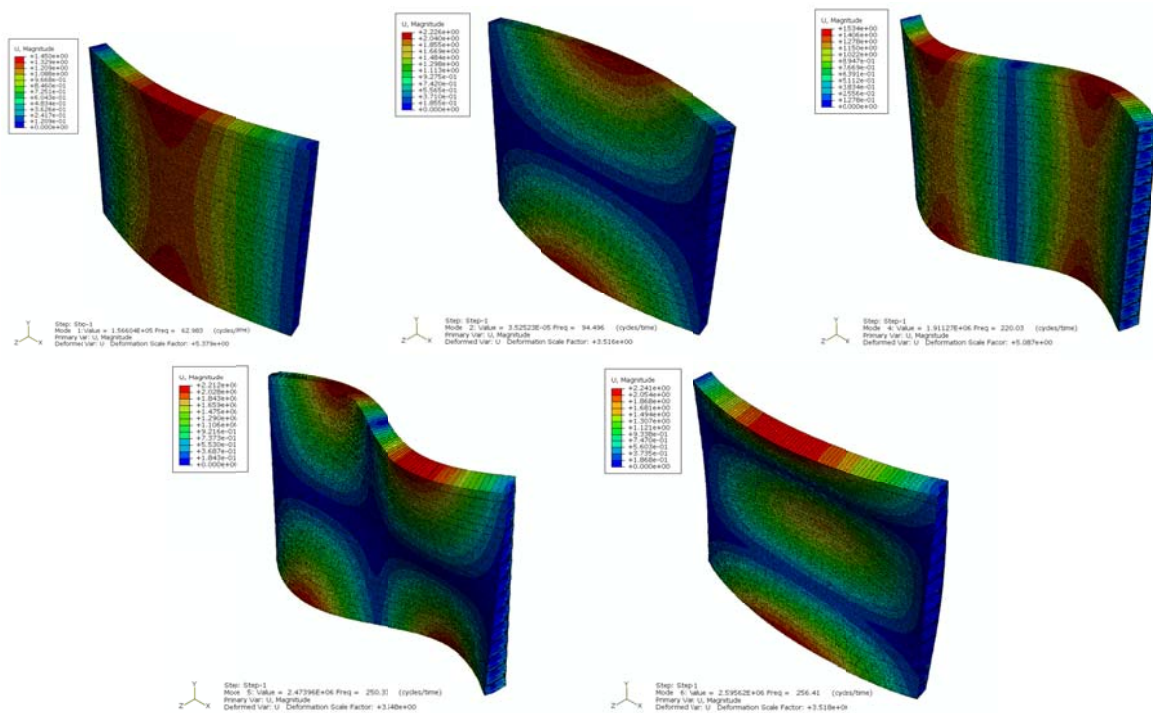 U, Magnitude
+1.450e+00
+1.329e+00
+1.209e+00
+1.088e+00
+9.668e-01
+8.460e-01
+7.251e-01
+6.043e-01
+4.834e-01
+3.626e-01
+2.417e-01
+1.209e-01
+0.000e+00
Y
Z X
Step: Step-1
Mode 1: Value = 1.56604E+05 Freq = 62.983 (cycles/time)
Primary Var: U, Magnitude
Deformed Var: U Deformation Scale Factor: +5.379e+00
U, Magnitude
+2.226e+00
+2.040e+00
+1.855e+00
+1.669e+00
+1.484e+00
+1.298e+00
+1.113e+00
+9.275e-01
+7.420e-01
+5.565e-01
+3.710e-01
+1.855e-01
+0.000e+00
Y
Z X
Step: Step-1
Mode 2: Value = 3.52523E-05 Freq = 94.496 (cycles/time)
Primary Var: U, Magnitude
Deformed Var: U Deformation Scale Factor: +3.516e+00
U, Magnitude
+1.534e+00
+1.406e+00
+1.278e+00
+1.150e+00
+1.022e+00
+8.947e-01
+7.669e-01
+6.391e-01
+5.112e-01
+3.834e-01
+2.556e-01
+1.278e-01
+0.000e+00
Y
Z X
Step: Step-1
Mode 4: Value = 1.91127E+06 Freq = 220.03 (cycles/time)
Primary Var: U, Magnitude
Deformed Var: U Deformation Scale Factor: +5.087e+00
U, Magnitude
+2.212e+0
+2.028e+0
+1.843e+0
+1.659e+0
+1.475e+0
+1.290e+0
+1.106e+0
+9.216e-01
+7.373e-01
+5.530e-01
+3.687e-01
+1.843e-01
+0.000e+0
Y
Z X
Step: Step-1
Mode 5: Value = 2.47396E+06 Freq = 250.3 (cycles/time)
Primary Var: U, Magnitude
Deformed Var: U Deformation Scale Factor:
U, Magnitude
+2.241e+00
+2.054e+00
+1.868e+00
+1.681e+00
+1.494e+00
+1.307e+00
+1.121e+00
+9.338e-01
+7.470e-01
+5.603e-01
+3.735e-01
+1.868e-01
+0.000e+00
Y
Z X
Step: Step-1
Mode 6: Value = 2.59562E+06 Freq = 256.41 (cycles/time)
Primary Var: U, Magnitude
Deformed Var: U Deformation Scale Factor: +3.518e+0